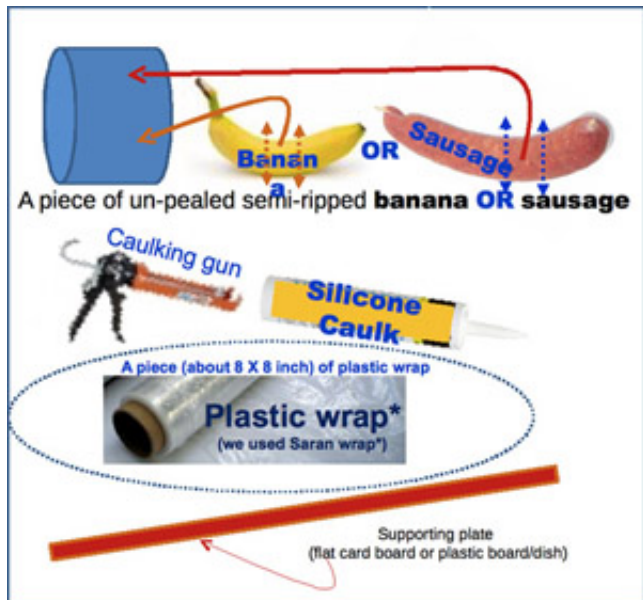 Banan
a
OR
Sausage
A piece of un-pealed semi-ripped banana OR sausage
Caulking gun
Silicone
Caulk
A piece (about 8 X 8 inch) of plastic wrap
Plastic wrap*
(we used Saran wrap*)
Supporting plate
(flat card board or plastic board/dish)